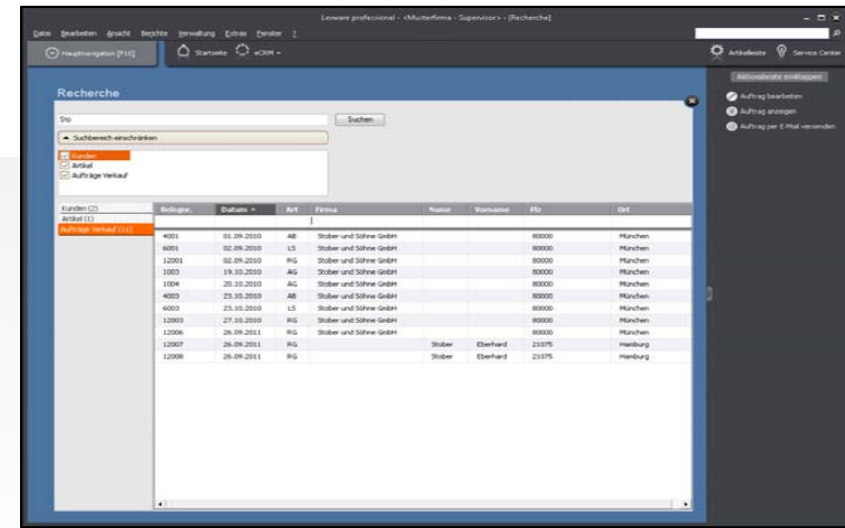 Lexware professional - <Musterfirma - Supervisor> - [Recherche]
Datei Bearbeiten Ansicht Berichte Verwaltung Extras Fenster ?
Hauptnavigation [F10] Startseite eCRM Artikelleiste Service Center
Aktionsleiste einklappen
Auftrag bearbeiten
Auftrag anzeigen
Auftrag per E-Mail versenden
Recherche
Sto Suchen
Suchbereich einschränken
Kunden
Artikel
Aufträge Verkauf
Kunden (2)
Artikel (1)
Aufträge Verkauf (11)
Belegnr. Datum Art Firma Name Vorname Plz Ort
4001 01.09.2010 AB Stober und Söhne GmbH 80000 München
6001 02.09.2010 LS Stober und Söhne GmbH 80000 München
12001 02.09.2010 RG Stober und Söhne GmbH 80000 München
1003 19.10.2010 AG Stober und Söhne GmbH 80000 München
1004 20.10.2010 AG Stober und Söhne GmbH 80000 München
4003 23.10.2010 AB Stober und Söhne GmbH 80000 München
6003 23.10.2010 LS Stober und Söhne GmbH 80000 München
12003 27.10.2010 RG Stober und Söhne GmbH 80000 München
12006 26.09.2011 RG Stober und Söhne GmbH 80000 München
12007 26.09.2011 RG Stober Eberhard 21075 Hamburg
12008 26.09.2011 RG Stober Eberhard 21075 Hamburg